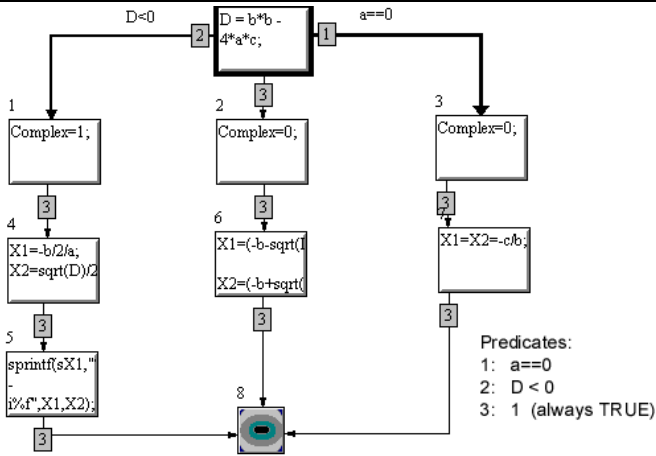 D<0
D = b*b -
4*a*c;
a==0
2
1
3
1
2
3
Complex=1;
Complex=0;
Complex=0;
3
3
3
4
6
7
X1=-b/2/a;
X2=sqrt(D)/2
X1=(-b-sqrt(
X2=(-b+sqrt(
X1=X2=-c/b;
3
3
3
5
sprintf(sX1,"
-
i%f",X1,X2);
3
8
Predicates:
1: a==0
2: D < 0
3: 1 (always TRUE)